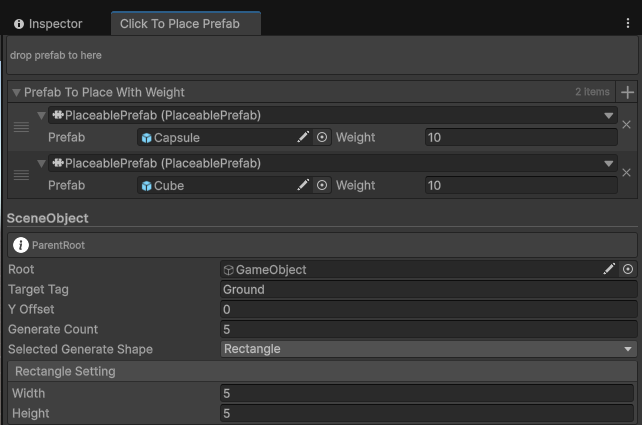 Inspector
Click To Place Prefab
drop prefab to here
Prefab To Place With Weight 2 Items
PlaceablePrefab (PlaceablePrefab)
Prefab Capsule Weight 10
PlaceablePrefab (PlaceablePrefab)
Prefab Cube Weight 10
SceneObject
ParentRoot
Root GameObject
Target Tag Ground
Y Offset 0
Generate Count 5
Selected Generate Shape Rectangle
Rectangle Setting
Width 5
Height 5